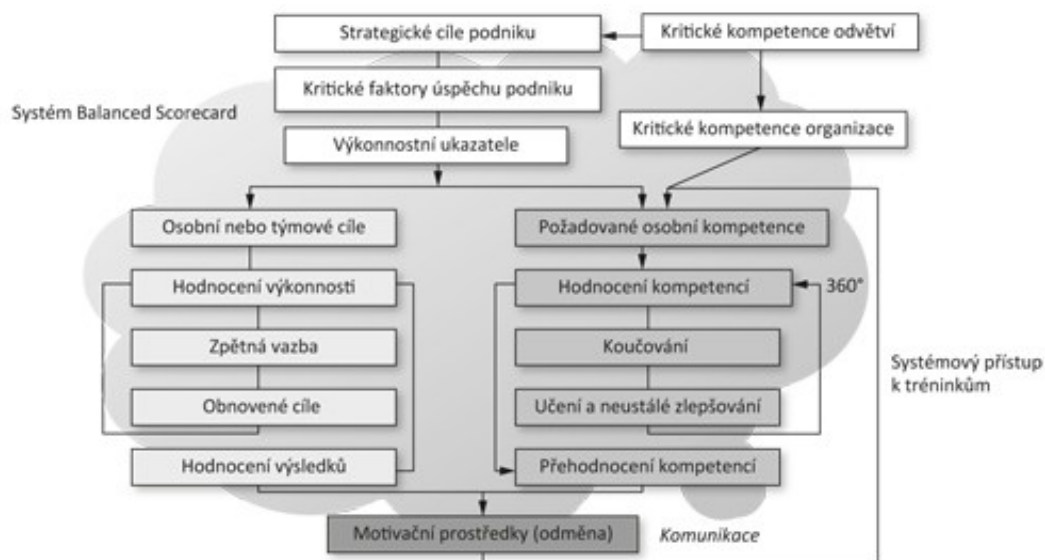 Strategické cíle podniku
Kritické kompetence odvětví
Kritické faktory úspěchu podniku
Systém Balanced Scorecard
Kritické kompetence organizace
Výkonnostní ukazatele
Osobní nebo týmové cíle
Požadované osobní kompetence
Hodnocení výkonnosti
Hodnocení kompetencí
360°
Zpětná vazba
Koučování
Systémový přístup
k tréninkům
Obnovené cíle
Učení a neustálé zlepšování
Hodnocení výsledků
Přehodnocení kompetencí
Motivační prostředky (odměna)
Komunikace